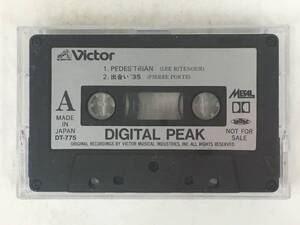 Victor
1. PEDESTRIAN (LEE RITENOUR)
2. 出会い '35 (PIERRE PORTE)
A
METAL
MADE IN JAPAN
DT-775
DIGITAL PEAK
NOT FOR SALE
ORIGINAL RECORDINGS BY VICTOR MUSICAL INDUSTRIES, INC. ALL RIGHTS RESERVED.